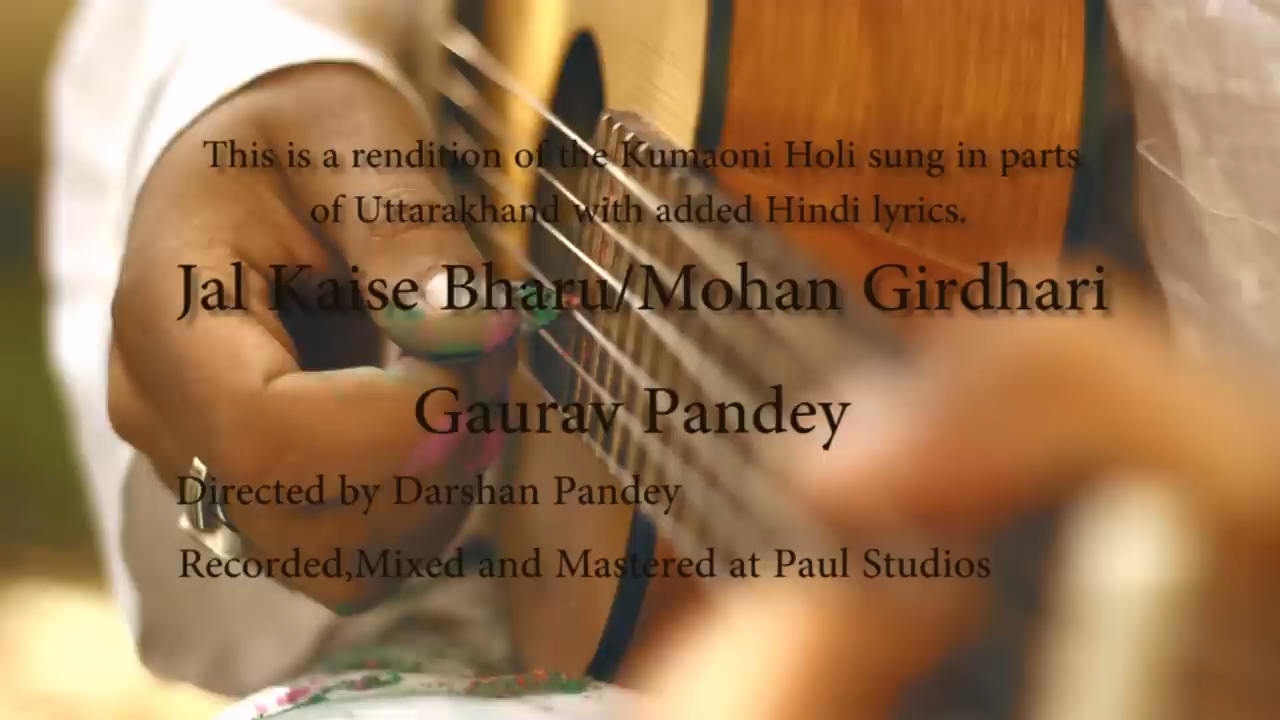 This is a rendition of the Kumaoni Holi sung in parts
of Uttarakhand with added Hindi lyrics.
Jal Kaise Bharu/Mohan Girdhari
Gaurav Pandey
Directed by Darshan Pandey
Recorded,Mixed and Mastered at Paul Studios